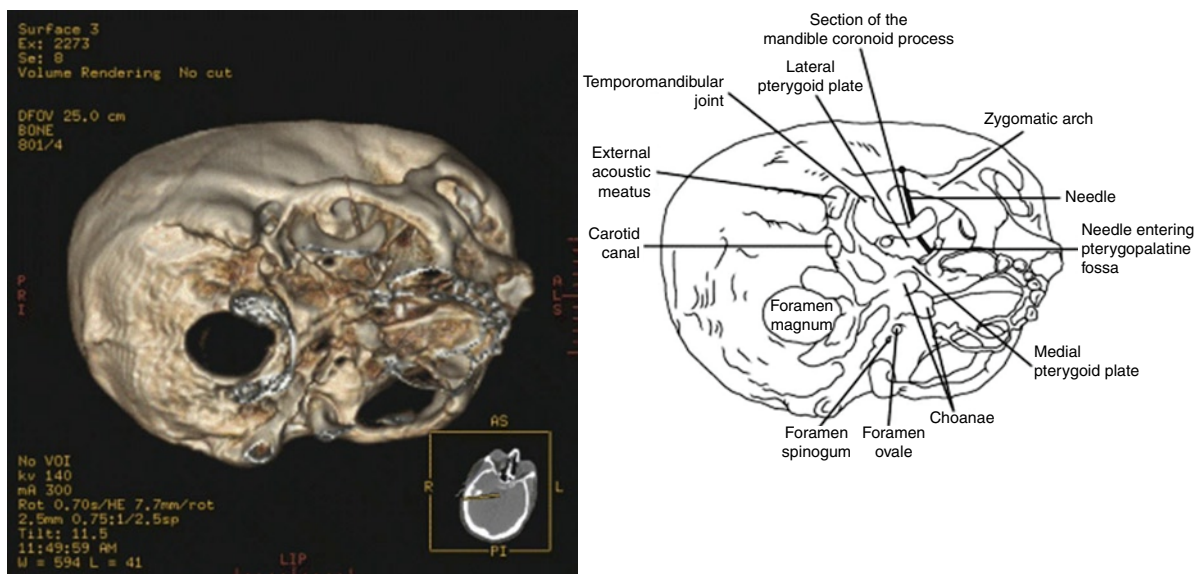 Surface 3
Ex: 2273
Se: 8
Volume Rendering No cut
DFOV 25.0 cm
BONE
801/4
P
R
I
A
L
S
No VOI
kv 140
mA 300
Rot 0.70s/HE 7.7mm/rot
2.5mm 0.75:1/2.5sp
Tilt: 11.5
11:49:59 AM
W = 594 L = 41
LIP
AS
R
L
PI
Section of the
mandible coronoid process
Lateral
pterygoid plate
Temporomandibular
joint
Zygomatic arch
External
acoustic
meatus
Needle
Carotid
canal
Needle entering
pterygopalatine
fossa
Foramen
magnum
Medial
pterygoid plate
Choanae
Foramen
spinogum
Foramen
ovale